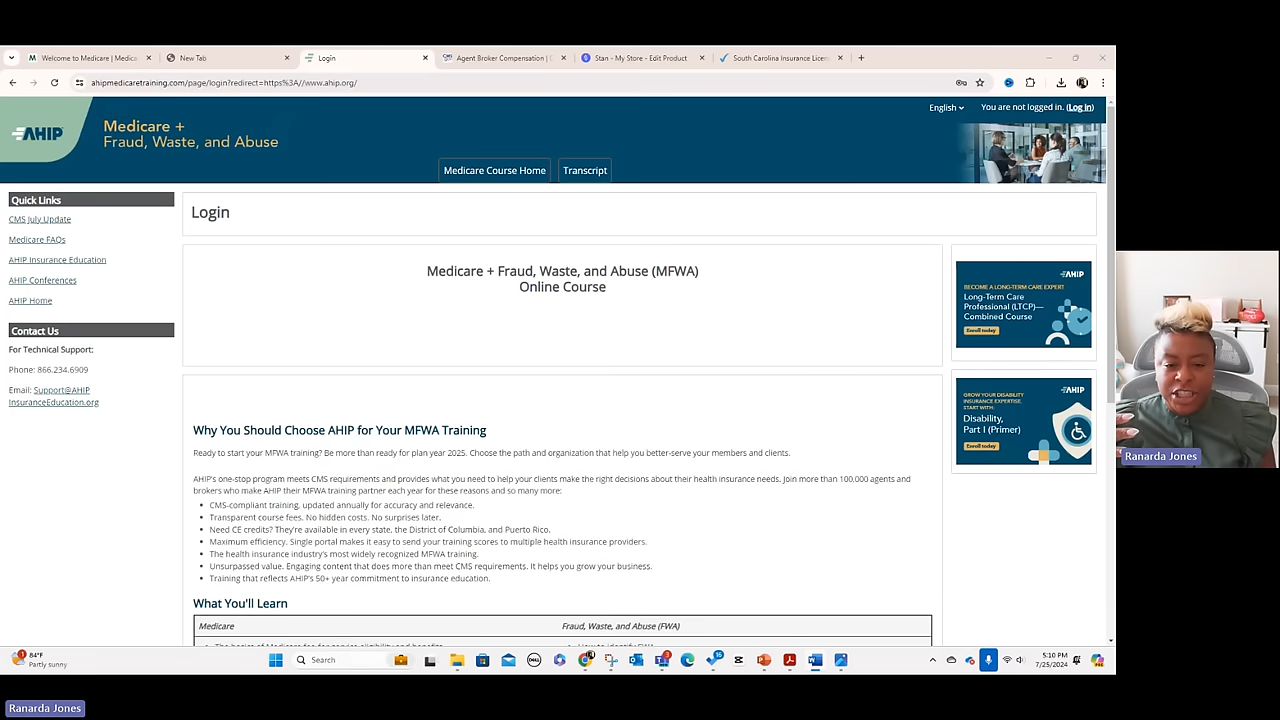 Welcome to Medicare | Medica
New Tab
Login
Agent Broker Compensation | C
Stan - My Store - Edit Product
South Carolina Insurance Licen
ahipmedicaretraining.com/page/login?redirect=https%3A//www.ahip.org/
AHIP
Medicare +
Fraud, Waste, and Abuse
English
You are not logged in. (Log in)
Medicare Course Home
Transcript
Quick Links
CMS July Update
Medicare FAQs
AHIP Insurance Education
AHIP Conferences
AHIP Home
Contact Us
For Technical Support:
Phone: 866.234.6909
Email: Support@AHIP
InsuranceEducation.org
Login
Medicare + Fraud, Waste, and Abuse (MFWA)
Online Course
Why You Should Choose AHIP for Your MFWA Training
Ready to start your MFWA training? Be more than ready for plan year 2025. Choose the path and organization that help you better-serve your members and clients.
AHIP's one-stop program meets CMS requirements and provides what you need to help your clients make the right decisions about their health insurance needs. Join more than 100,000 agents and
brokers who make AHIP their MFWA training partner each year for these reasons and so many more:
• CMS-compliant training, updated annually for accuracy and relevance.
• Transparent course fees. No hidden costs. No surprises later.
• Need CE credits? They're available in every state, the District of Columbia, and Puerto Rico.
• Maximum efficiency. Single portal makes it easy to send your training scores to multiple health insurance providers.
• The health insurance industry's most widely recognized MFWA training.
• Unsurpassed value. Engaging content that does more than meet CMS requirements. It helps you grow your business.
• Training that reflects AHIP's 50+ year commitment to insurance education.
What You'll Learn
Medicare
Fraud, Waste, and Abuse (FWA)
AHIP
BECOME A LONG-TERM CARE EXPERT
Long-Term Care
Professional (LTCP)—
Combined Course
Enroll today
AHIP
GROW YOUR DISABILITY
INSURANCE EXPERTISE.
START WITH:
Disability,
Part I (Primer)
Enroll today
Ranarda Jones
84°F
Partly sunny
Search
5:10 PM
7/25/2024
Ranarda Jones